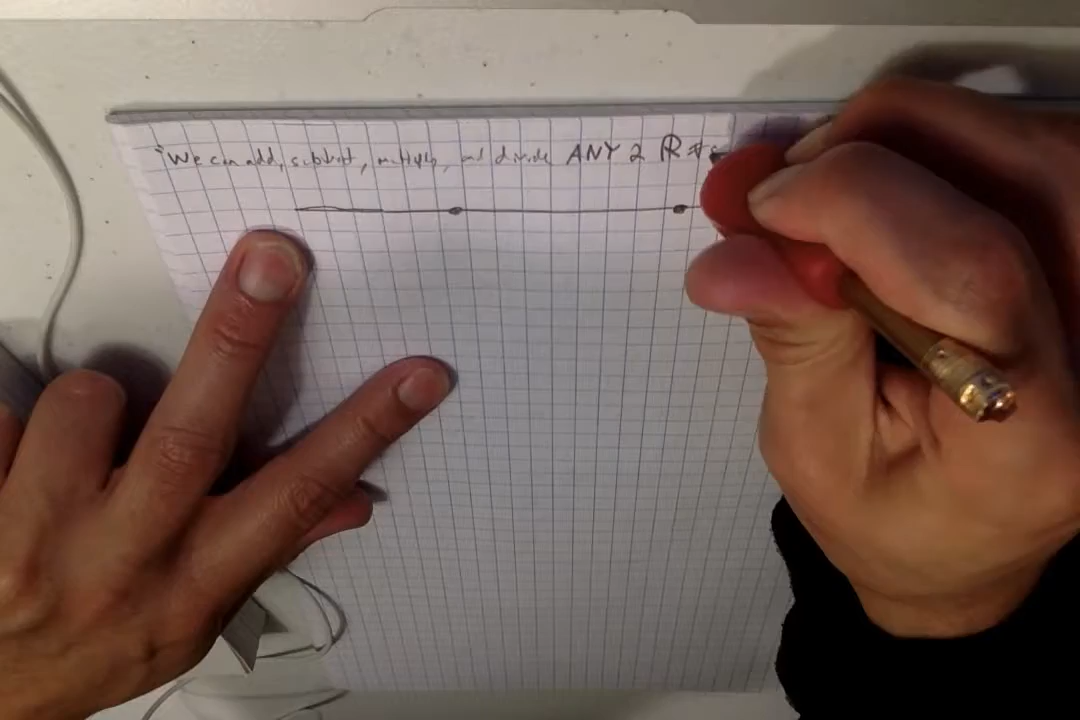 "We can add, subtract, multiply, and divide ANY 2 ℝ #s